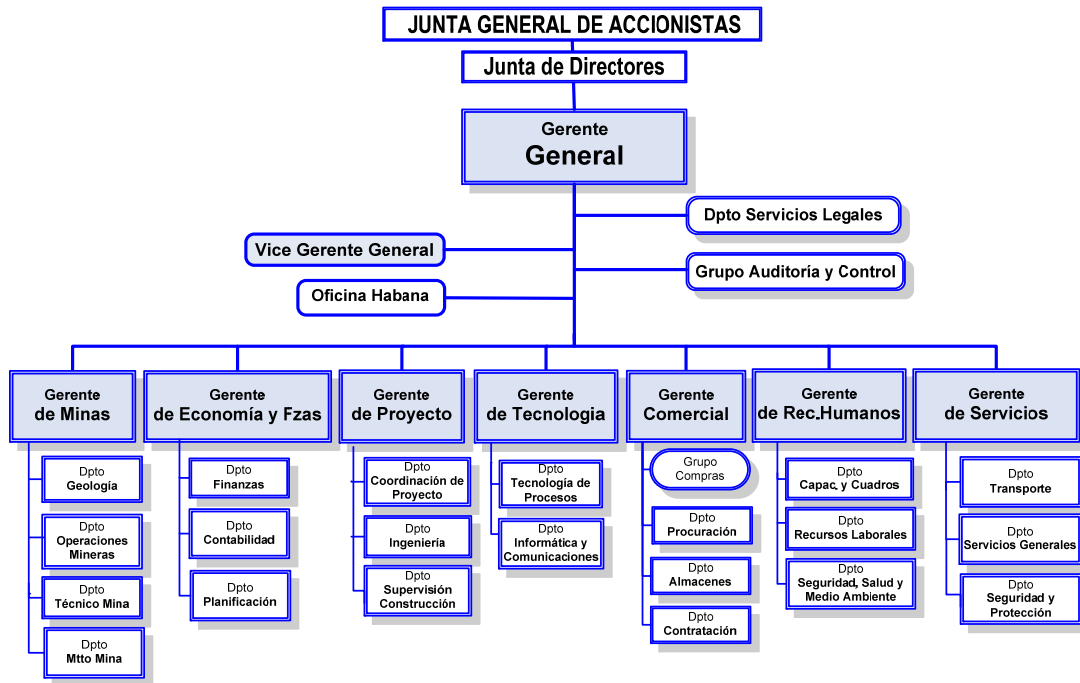 JUNTA GENERAL DE ACCIONISTAS
Junta de Directores
Gerente
General
Dpto Servicios Legales
Vice Gerente General
Grupo Auditoría y Control
Oficina Habana
Gerente
de Minas
Gerente
de Economía y Fzas
Gerente
de Proyecto
Gerente
de Tecnologia
Gerente
Comercial
Gerente
de Rec.Humanos
Gerente
de Servicios
Dpto
Geología
Dpto
Operaciones
Mineras
Dpto
Técnico Mina
Dpto
Mtto Mina
Dpto
Finanzas
Dpto
Contabilidad
Dpto
Planificación
Dpto
Coordinación de
Proyecto
Dpto
Ingeniería
Dpto
Supervisión
Construcción
Dpto
Tecnología de
Procesos
Dpto
Informática y
Comunicaciones
Grupo
Compras
Dpto
Procuración
Dpto
Almacenes
Dpto
Contratación
Dpto
Capac. y Cuadros
Dpto
Recursos Laborales
Dpto
Seguridad, Salud y
Medio Ambiente
Dpto
Transporte
Dpto
Servicios Generales
Dpto
Seguridad y
Protección